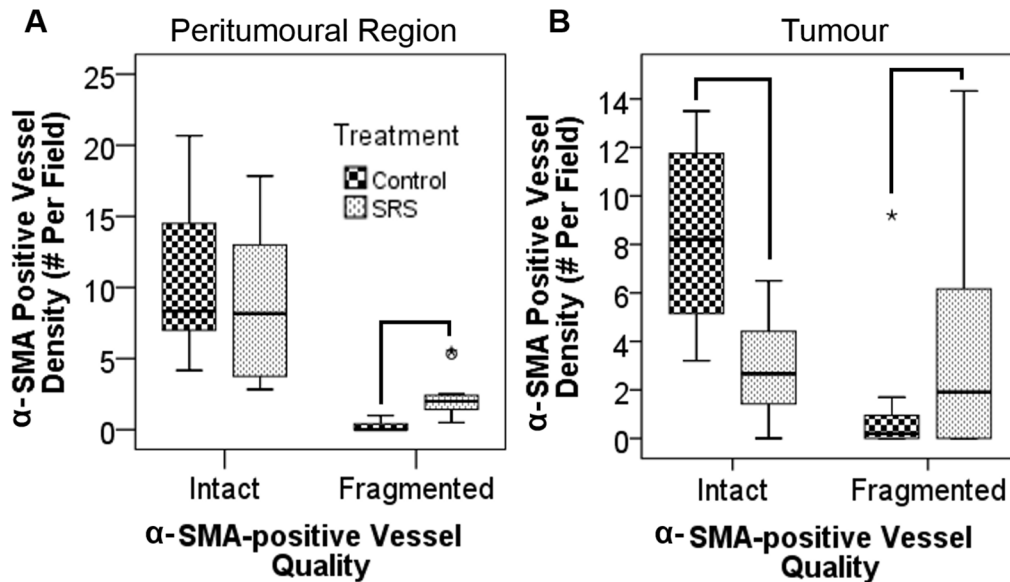 A
Peritumoural Region
α-SMA Positive Vessel
Density (# Per Field)
25
20
15
10
5
0
Treatment
Control
SRS
*
Intact
Fragmented
α-SMA-positive Vessel
Quality
B
Tumour
α-SMA Positive Vessel
Density (# Per Field)
14
12
10
8
6
4
2
0
*
Intact
Fragmented
α- SMA-positive Vessel
Quality